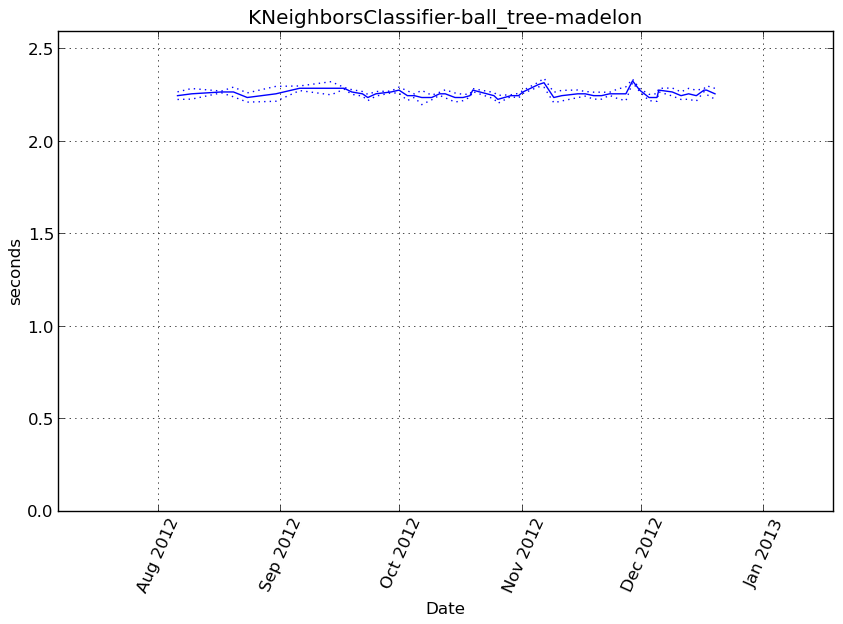 KNeighborsClassifier-ball_tree-madelon
2.5
2.0
1.5
1.0
0.5
0.0
seconds
Aug 2012
Sep 2012
Oct 2012
Nov 2012
Dec 2012
Jan 2013
Date